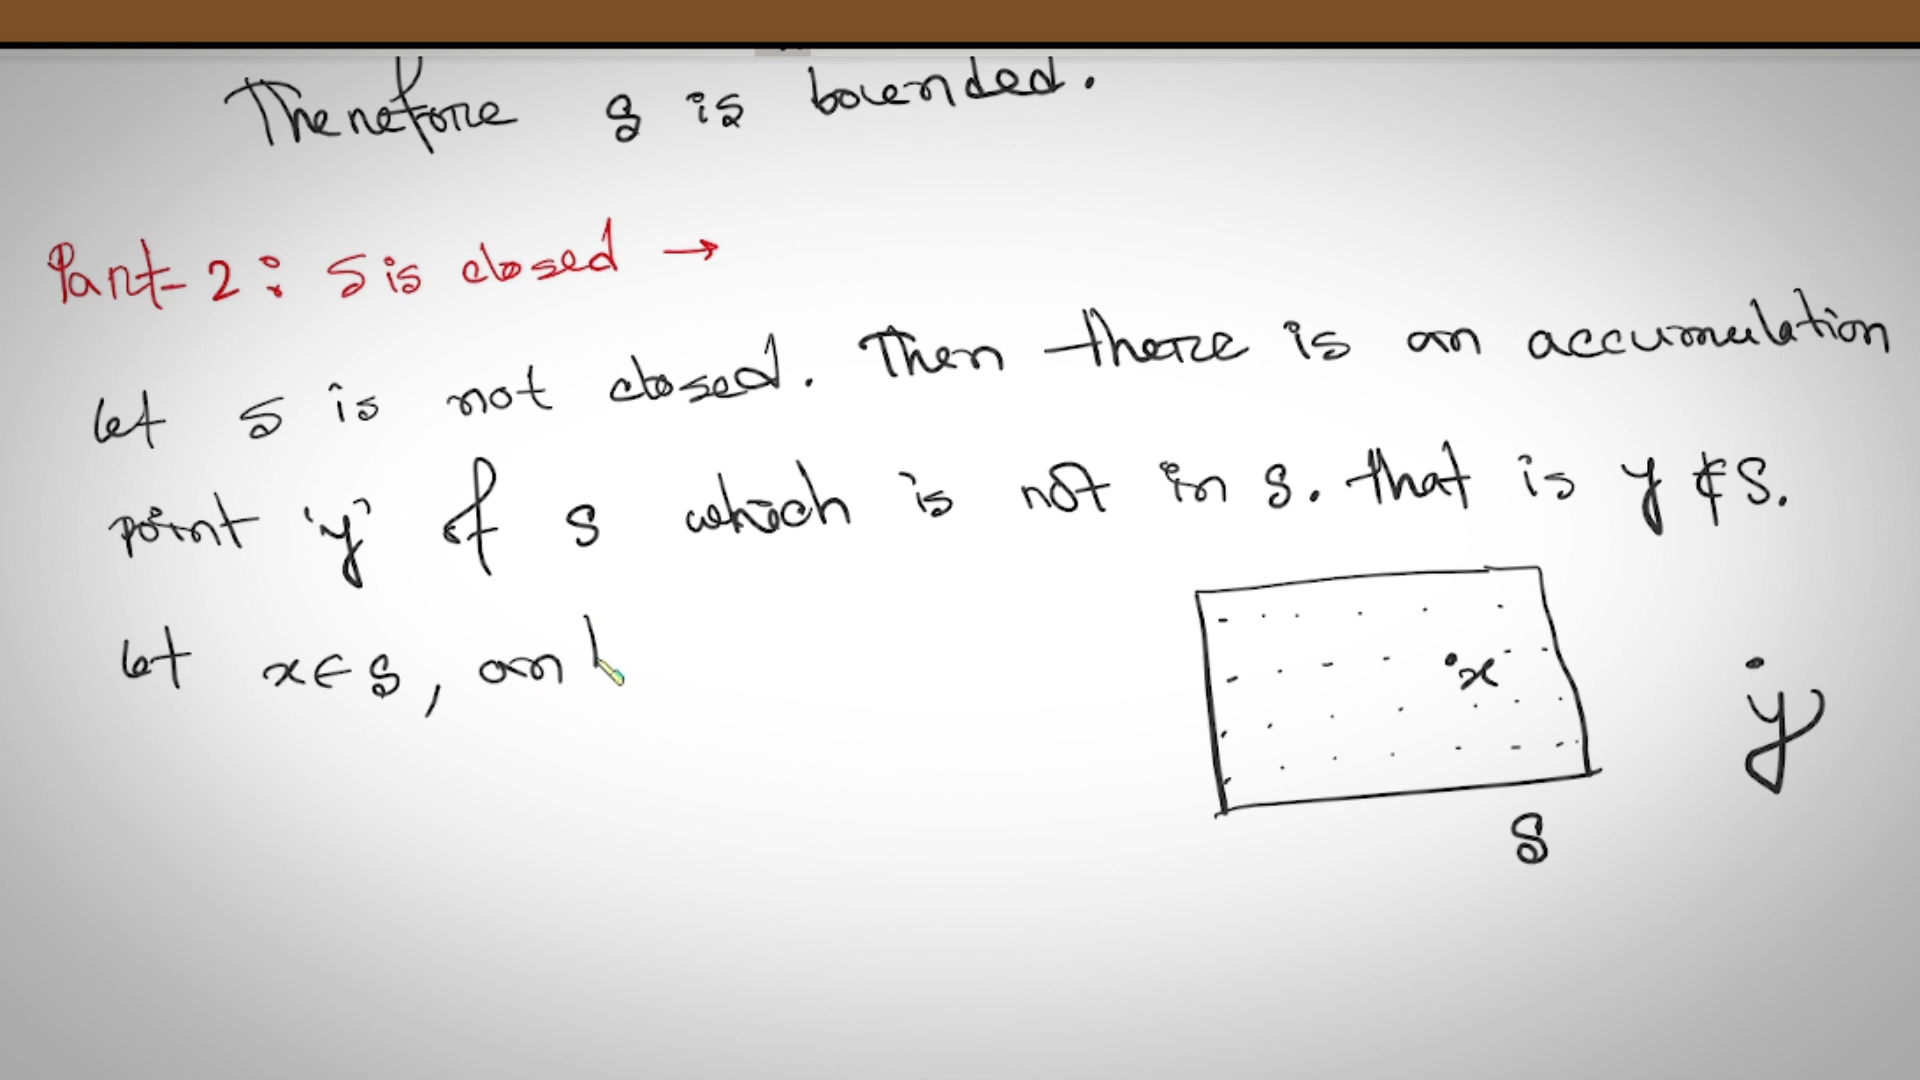 Therefore S is bounded.
Part-2: S is closed →
let S is not closed. Then there is an accumulation
point 'y' of S which is not in S. that is y ∉ S.
let x ∈ S, an
x
y
S